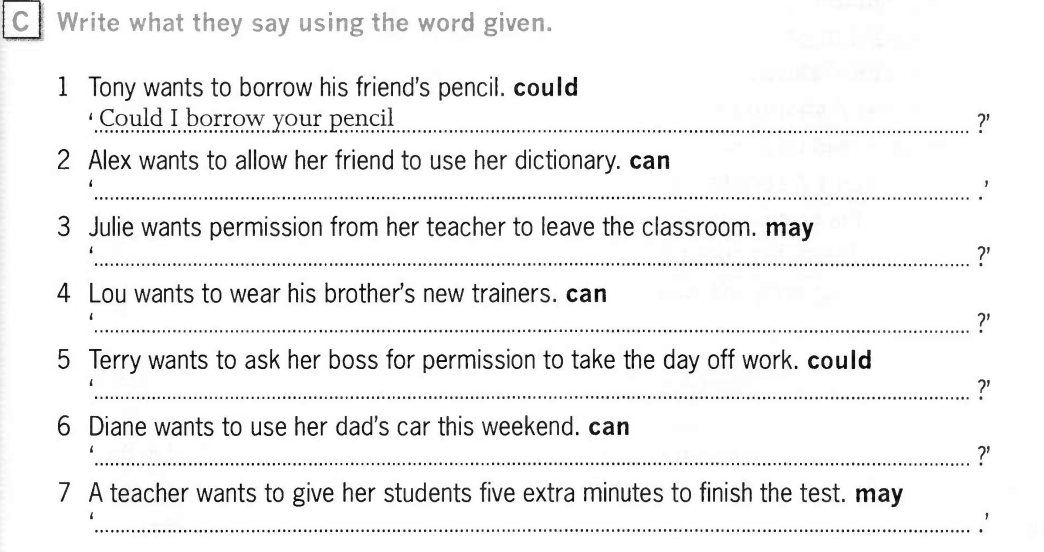 C Write what they say using the word given.
1 Tony wants to borrow his friend's pencil. could
‘ Could I borrow your pencil ?’
2 Alex wants to allow her friend to use her dictionary. can
‘ .’
3 Julie wants permission from her teacher to leave the classroom. may
‘ ?’
4 Lou wants to wear his brother's new trainers. can
‘ ?’
5 Terry wants to ask her boss for permission to take the day off work. could
‘ ?’
6 Diane wants to use her dad's car this weekend. can
‘ ?’
7 A teacher wants to give her students five extra minutes to finish the test. may
‘ .’